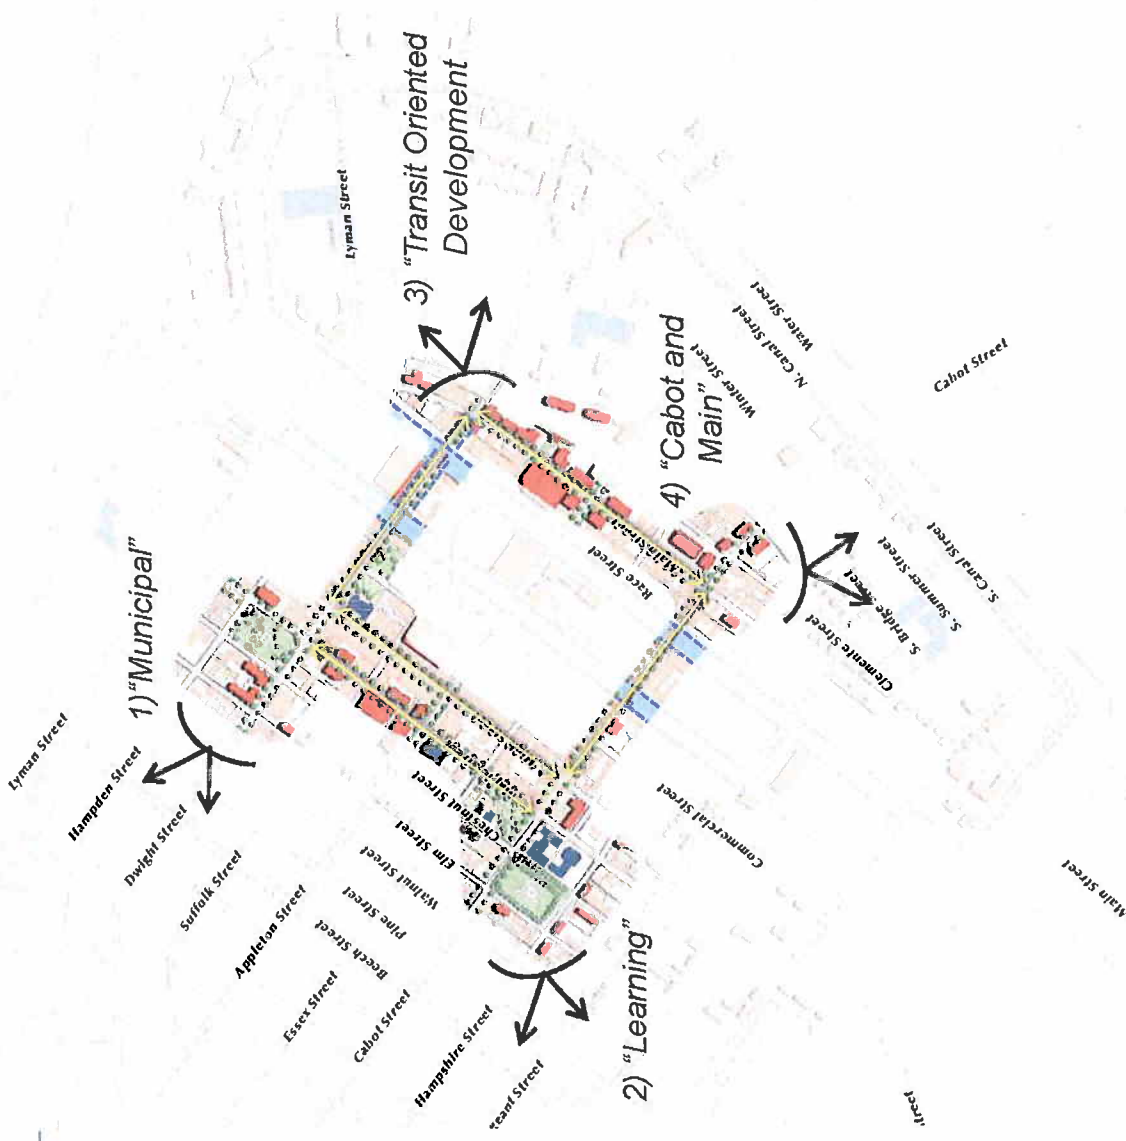 1) “Municipal”
3) “Transit Oriented
Development
4) “Cabot and
Main”
2) “Learning”
Lyman Street
Hampden Street
Dwight Street
Suffolk Street
Appleton Street
Essex Street
Cabot Street
Beech Street
Pine Street
Walnut Street
Elm Street
Chestnut Street
Hampshire Street
Lyman Street
Race Street
S. Main Street
Winter Street
N. Canal Street
Water Street
Cabot Street
Clemente Street
S. Bridge
S. Summer Street
S. Canal Street
Commercial Street
Main Street